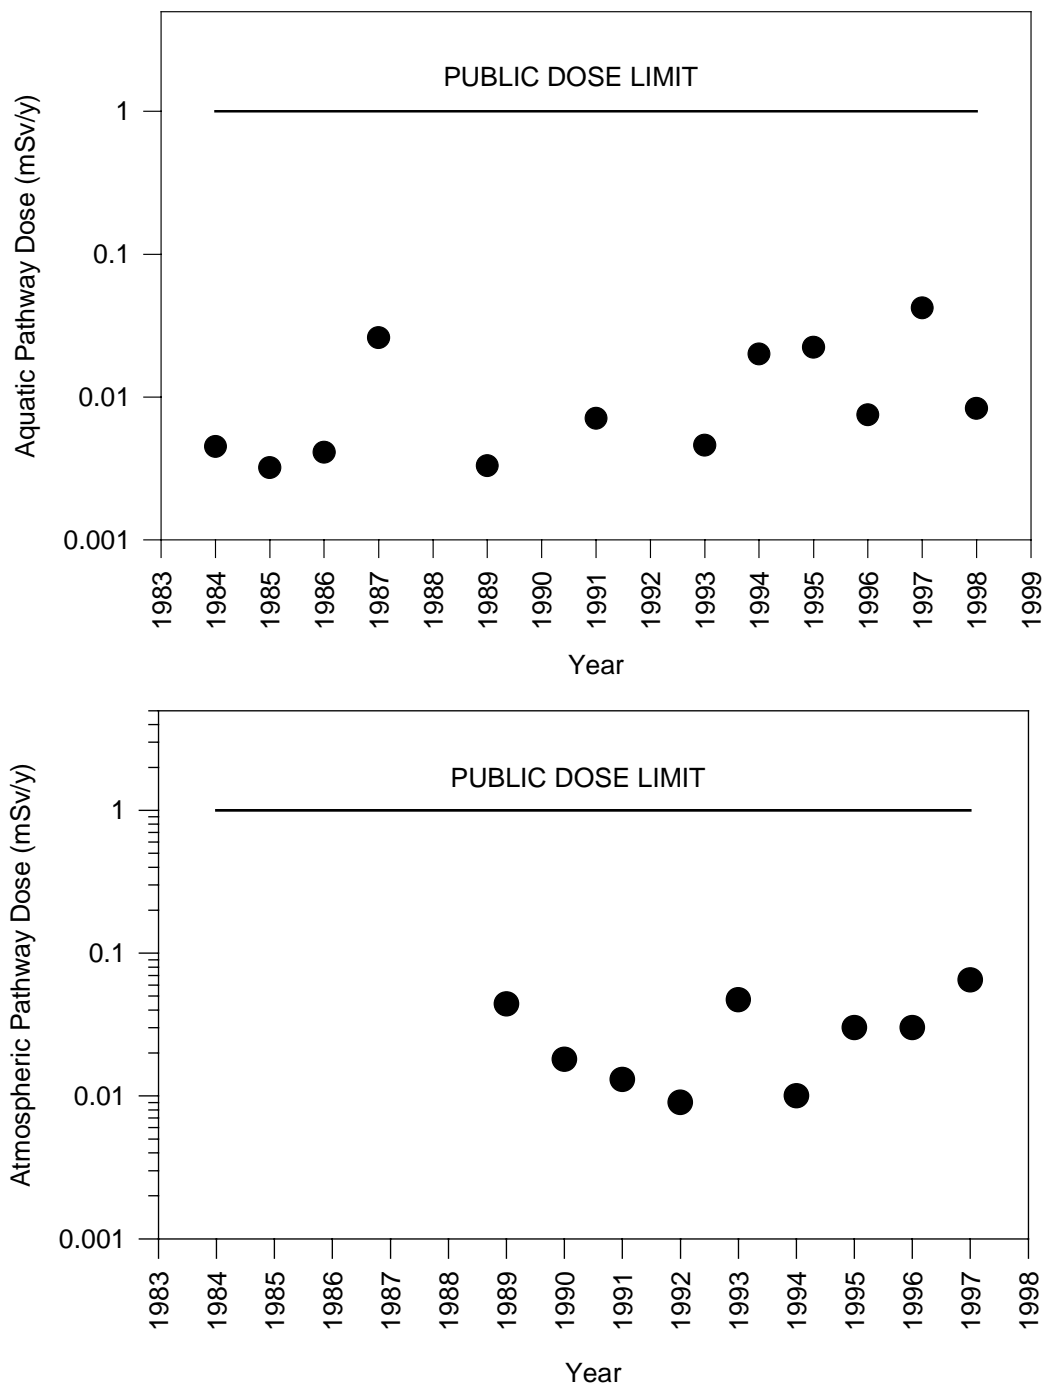 PUBLIC DOSE LIMIT
Aquatic Pathway Dose (mSv/y)
1
0.1
0.01
0.001
1983 1984 1985 1986 1987 1988 1989 1990 1991 1992 1993 1994 1995 1996 1997 1998 1999
Year
PUBLIC DOSE LIMIT
Atmospheric Pathway Dose (mSv/y)
1
0.1
0.01
0.001
1983 1984 1985 1986 1987 1988 1989 1990 1991 1992 1993 1994 1995 1996 1997 1998
Year